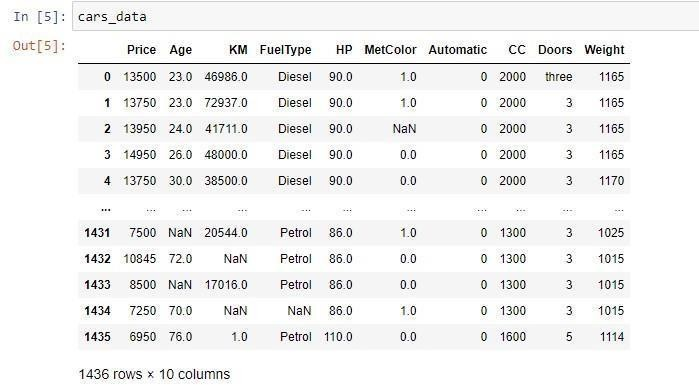 In [5]: cars_data
Out[5]:
Price Age KM FuelType HP MetColor Automatic CC Doors Weight
0 13500 23.0 46986.0 Diesel 90.0 1.0 0 2000 three 1165
1 13750 23.0 72937.0 Diesel 90.0 1.0 0 2000 3 1165
2 13950 24.0 41711.0 Diesel 90.0 NaN 0 2000 3 1165
3 14950 26.0 48000.0 Diesel 90.0 0.0 0 2000 3 1165
4 13750 30.0 38500.0 Diesel 90.0 0.0 0 2000 3 1170
... ... ... ... ... ... ... ... ... ... ...
1431 7500 NaN 20544.0 Petrol 86.0 1.0 0 1300 3 1025
1432 10845 72.0 NaN Petrol 86.0 0.0 0 1300 3 1015
1433 8500 NaN 17016.0 Petrol 86.0 0.0 0 1300 3 1015
1434 7250 70.0 NaN NaN 86.0 1.0 0 1300 3 1015
1435 6950 76.0 1.0 Petrol 110.0 0.0 0 1600 5 1114
1436 rows × 10 columns